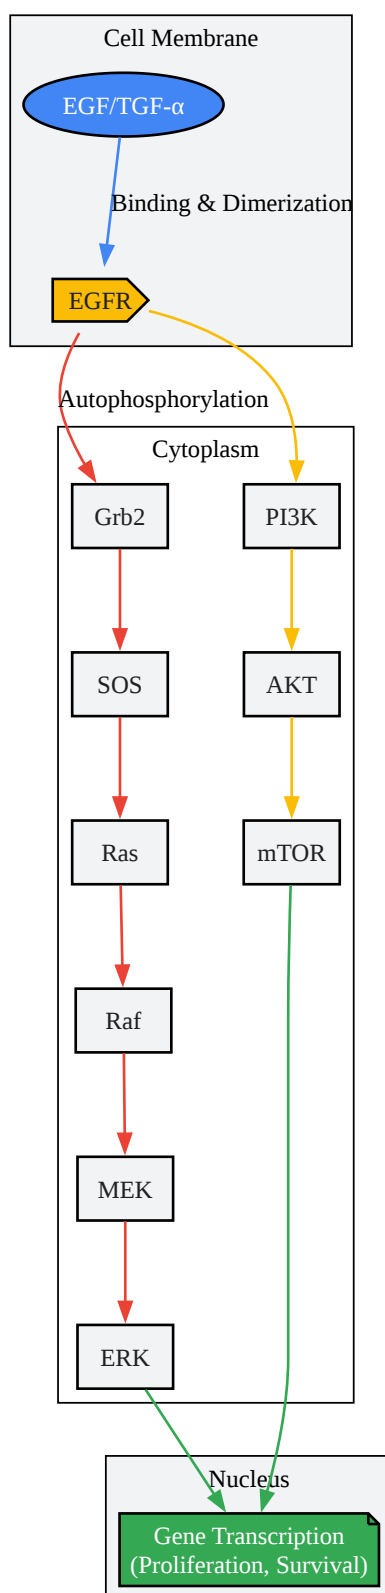 Cell Membrane
EGF/TGF-α
Binding & Dimerization
EGFR
Autophosphorylation
Cytoplasm
Grb2
PI3K
SOS
AKT
Ras
mTOR
Raf
MEK
ERK
Nucleus
Gene Transcription
(Proliferation, Survival)